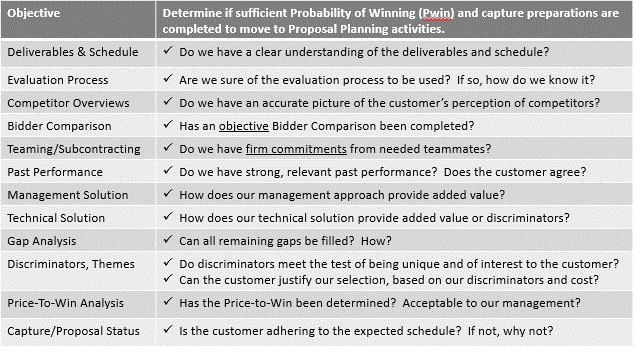 Objective
Determine if sufficient Probability of Winning (Pwin) and capture preparations are
completed to move to Proposal Planning activities.
Deliverables & Schedule
✓ Do we have a clear understanding of the deliverables and schedule?
Evaluation Process
✓ Are we sure of the evaluation process to be used? If so, how do we know it?
Competitor Overviews
✓ Do we have an accurate picture of the customer's perception of competitors?
Bidder Comparison
✓ Has an objective Bidder Comparison been completed?
Teaming/Subcontracting
✓ Do we have firm commitments from needed teammates?
Past Performance
✓ Do we have strong, relevant past performance? Does the customer agree?
Management Solution
✓ How does our management approach provide added value?
Technical Solution
✓ How does our technical solution provide added value or discriminators?
Gap Analysis
✓ Can all remaining gaps be filled? How?
Discriminators, Themes
✓ Do discriminators meet the test of being unique and of interest to the customer?
✓ Can the customer justify our selection, based on our discriminators and cost?
Price-To-Win Analysis
✓ Has the Price-to-Win been determined? Acceptable to our management?
Capture/Proposal Status
✓ Is the customer adhering to the expected schedule? If not, why not?